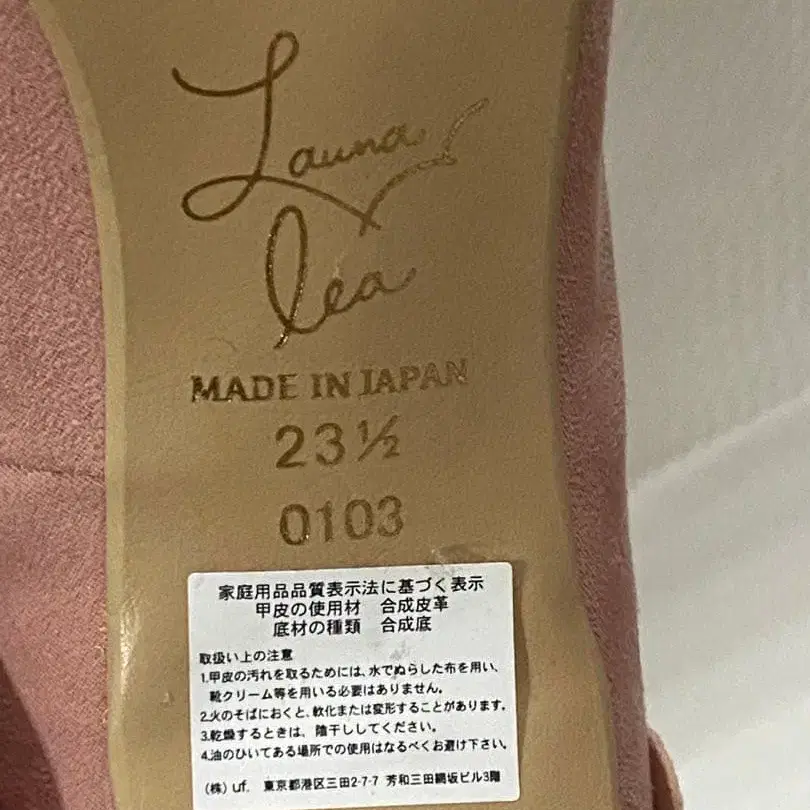 Launa
lea
MADE IN JAPAN
23½
0103
家庭用品品質表示法に基づく表示
甲皮の使用材　合成皮革
底材の種類　合成底
取扱い上の注意
1.甲皮の汚れを取るためには、水でぬらした布を用い、
靴クリーム等を用いる必要はありません。
2.火のそばにおくと、軟化または変形することがあります。
3.乾燥するときは、陰干ししてください。
4.油のひいてある場所での使用はなるべくお避け下さい。
(株) uf.　東京都港区三田2-7-7 芳和三田綱坂ビル3階